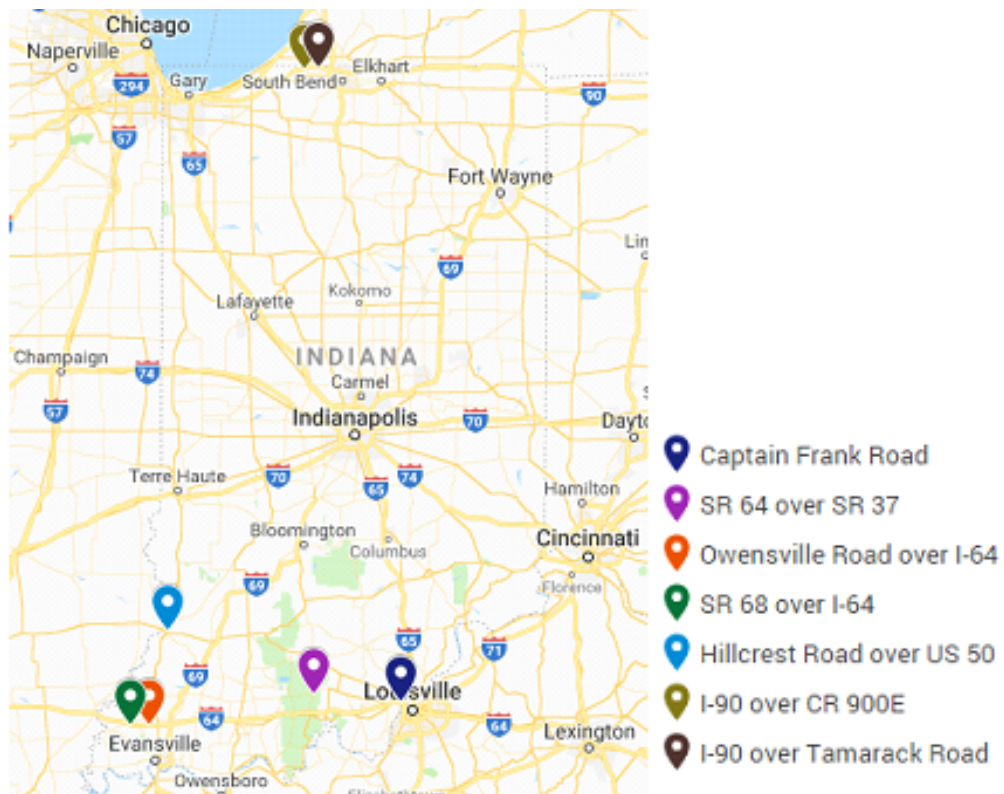 Chicago
Naperville
Elkhart
294
Gary
South Bend
90
57
65
Fort Wayne
Lin
69
Lafayette
Kokomo
INDIANA
Champaign
Carmel
74
57
Indianapolis
70
Dayto
Captain Frank Road
Terre Haute
70
74
65
Hamilton
SR 64 over SR 37
Bloomington
Cincinnati
Columbus
Owensville Road over I-64
69
Florence
SR 68 over I-64
65
71
Hillcrest Road over US 50
69
Lo sville
I-90 over CR 900E
64
64
Lexington
Evansville
I-90 over Tamarack Road
Owensboro